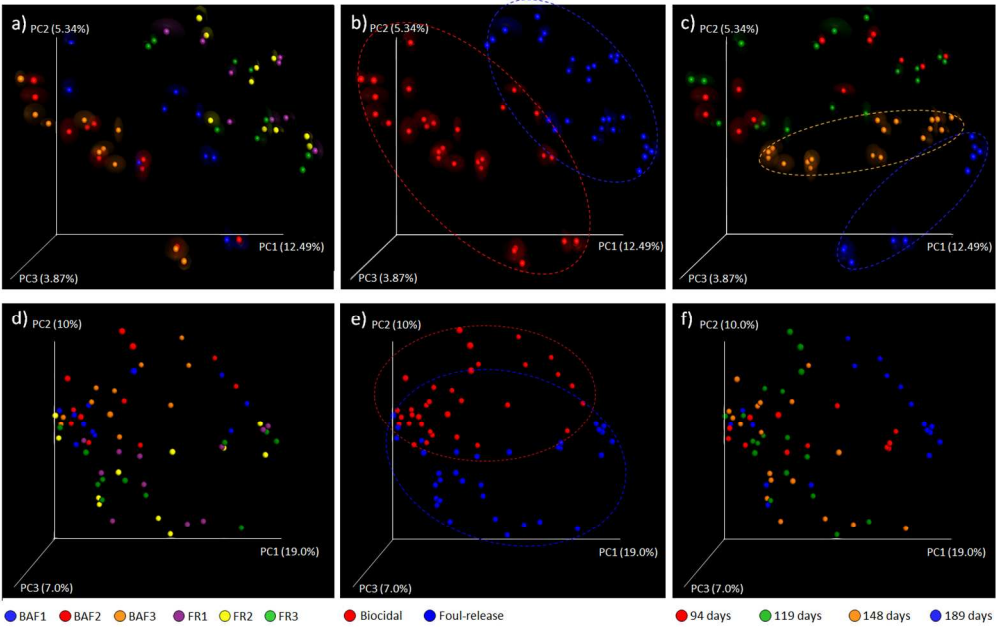 a)
PC2 (5.34%)
PC1 (12.49%)
PC3 (3.87%)
b)
PC2 (5.34%)
PC1 (12.49%)
PC3 (3.87%)
c)
PC2 (5.34%)
PC1 (12.49%)
PC3 (3.87%)
d)
PC2 (10%)
PC1 (19.0%)
PC3 (7.0%)
e)
PC2 (10%)
PC1 (19.0%)
PC3 (7.0%)
f)
PC2 (10.0%)
PC1 (19.0%)
PC3 (7.0%)
BAF1 BAF2 BAF3 FR1 FR2 FR3
Biocidal Foul-release
94 days 119 days 148 days 189 days